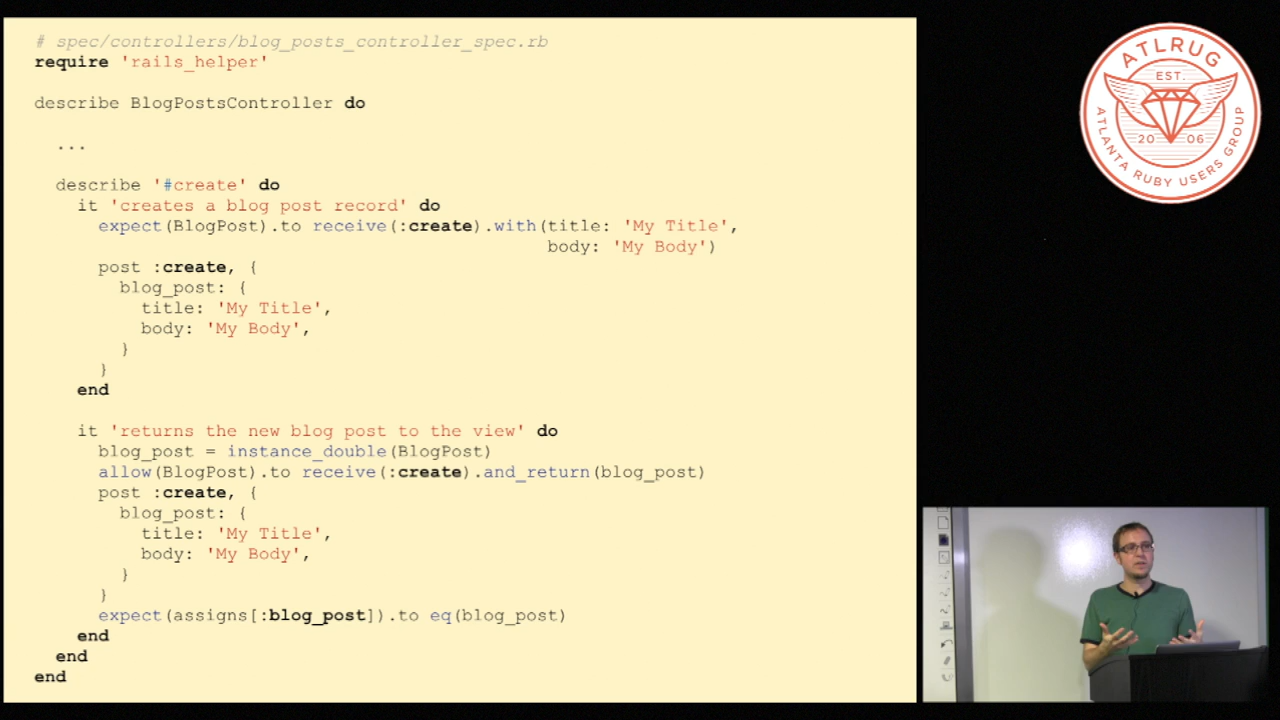 # spec/controllers/blog_posts_controller_spec.rb
require 'rails_helper'
describe BlogPostsController do
...
describe '#create' do
it 'creates a blog post record' do
expect(BlogPost).to receive(:create).with(title: 'My Title',
body: 'My Body')
post :create, {
blog_post: {
title: 'My Title',
body: 'My Body',
}
}
end
it 'returns the new blog post to the view' do
blog_post = instance_double(BlogPost)
allow(BlogPost).to receive(:create).and_return(blog_post)
post :create, {
blog_post: {
title: 'My Title',
body: 'My Body',
}
}
expect(assigns[:blog_post]).to eq(blog_post)
end
end
end
ATLRUG
EST.
20 06
ATLANTA RUBY USERS GROUP